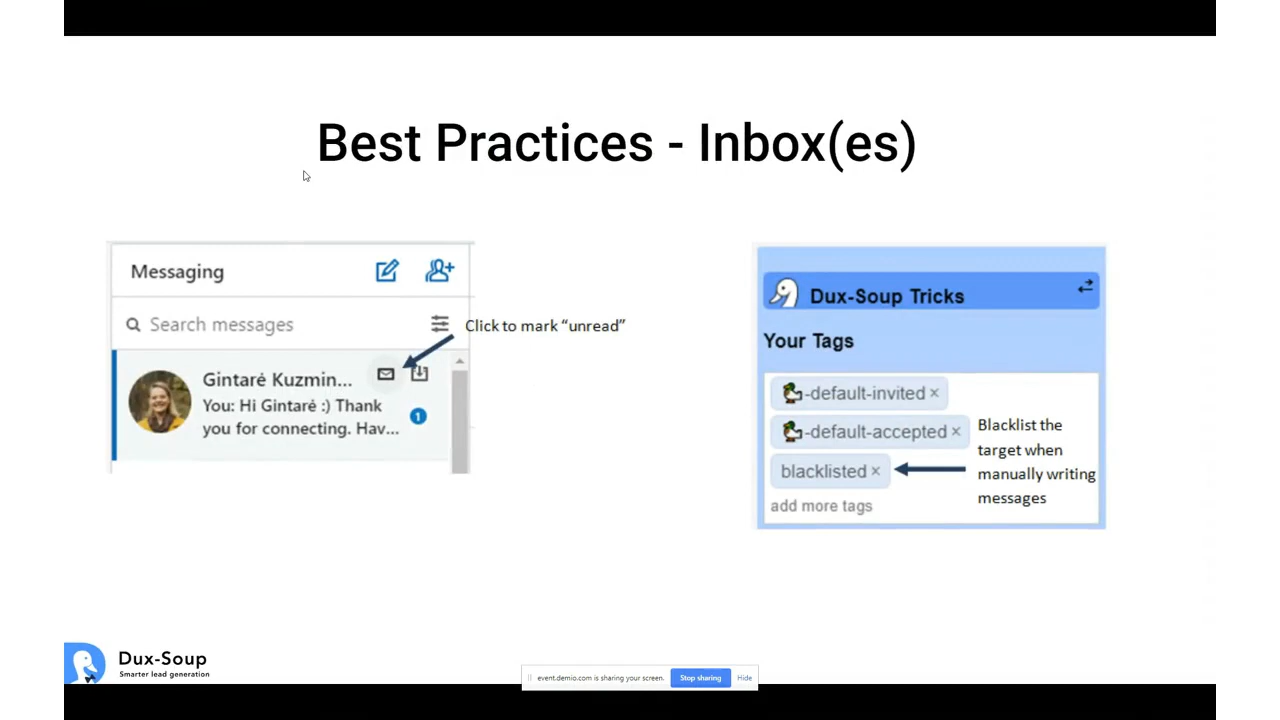 Best Practices - Inbox(es)
Messaging
Search messages
Click to mark “unread”
Gintarė Kuzmin...
You: Hi Gintarė :) Thank
you for connecting. Hav...
1
Dux-Soup Tricks
Your Tags
-default-invited ×
-default-accepted ×
blacklisted ×
add more tags
Blacklist the
target when
manually writing
messages
Dux-Soup
Smarter lead generation
event.demio.com is sharing your screen.
Stop sharing
Hide